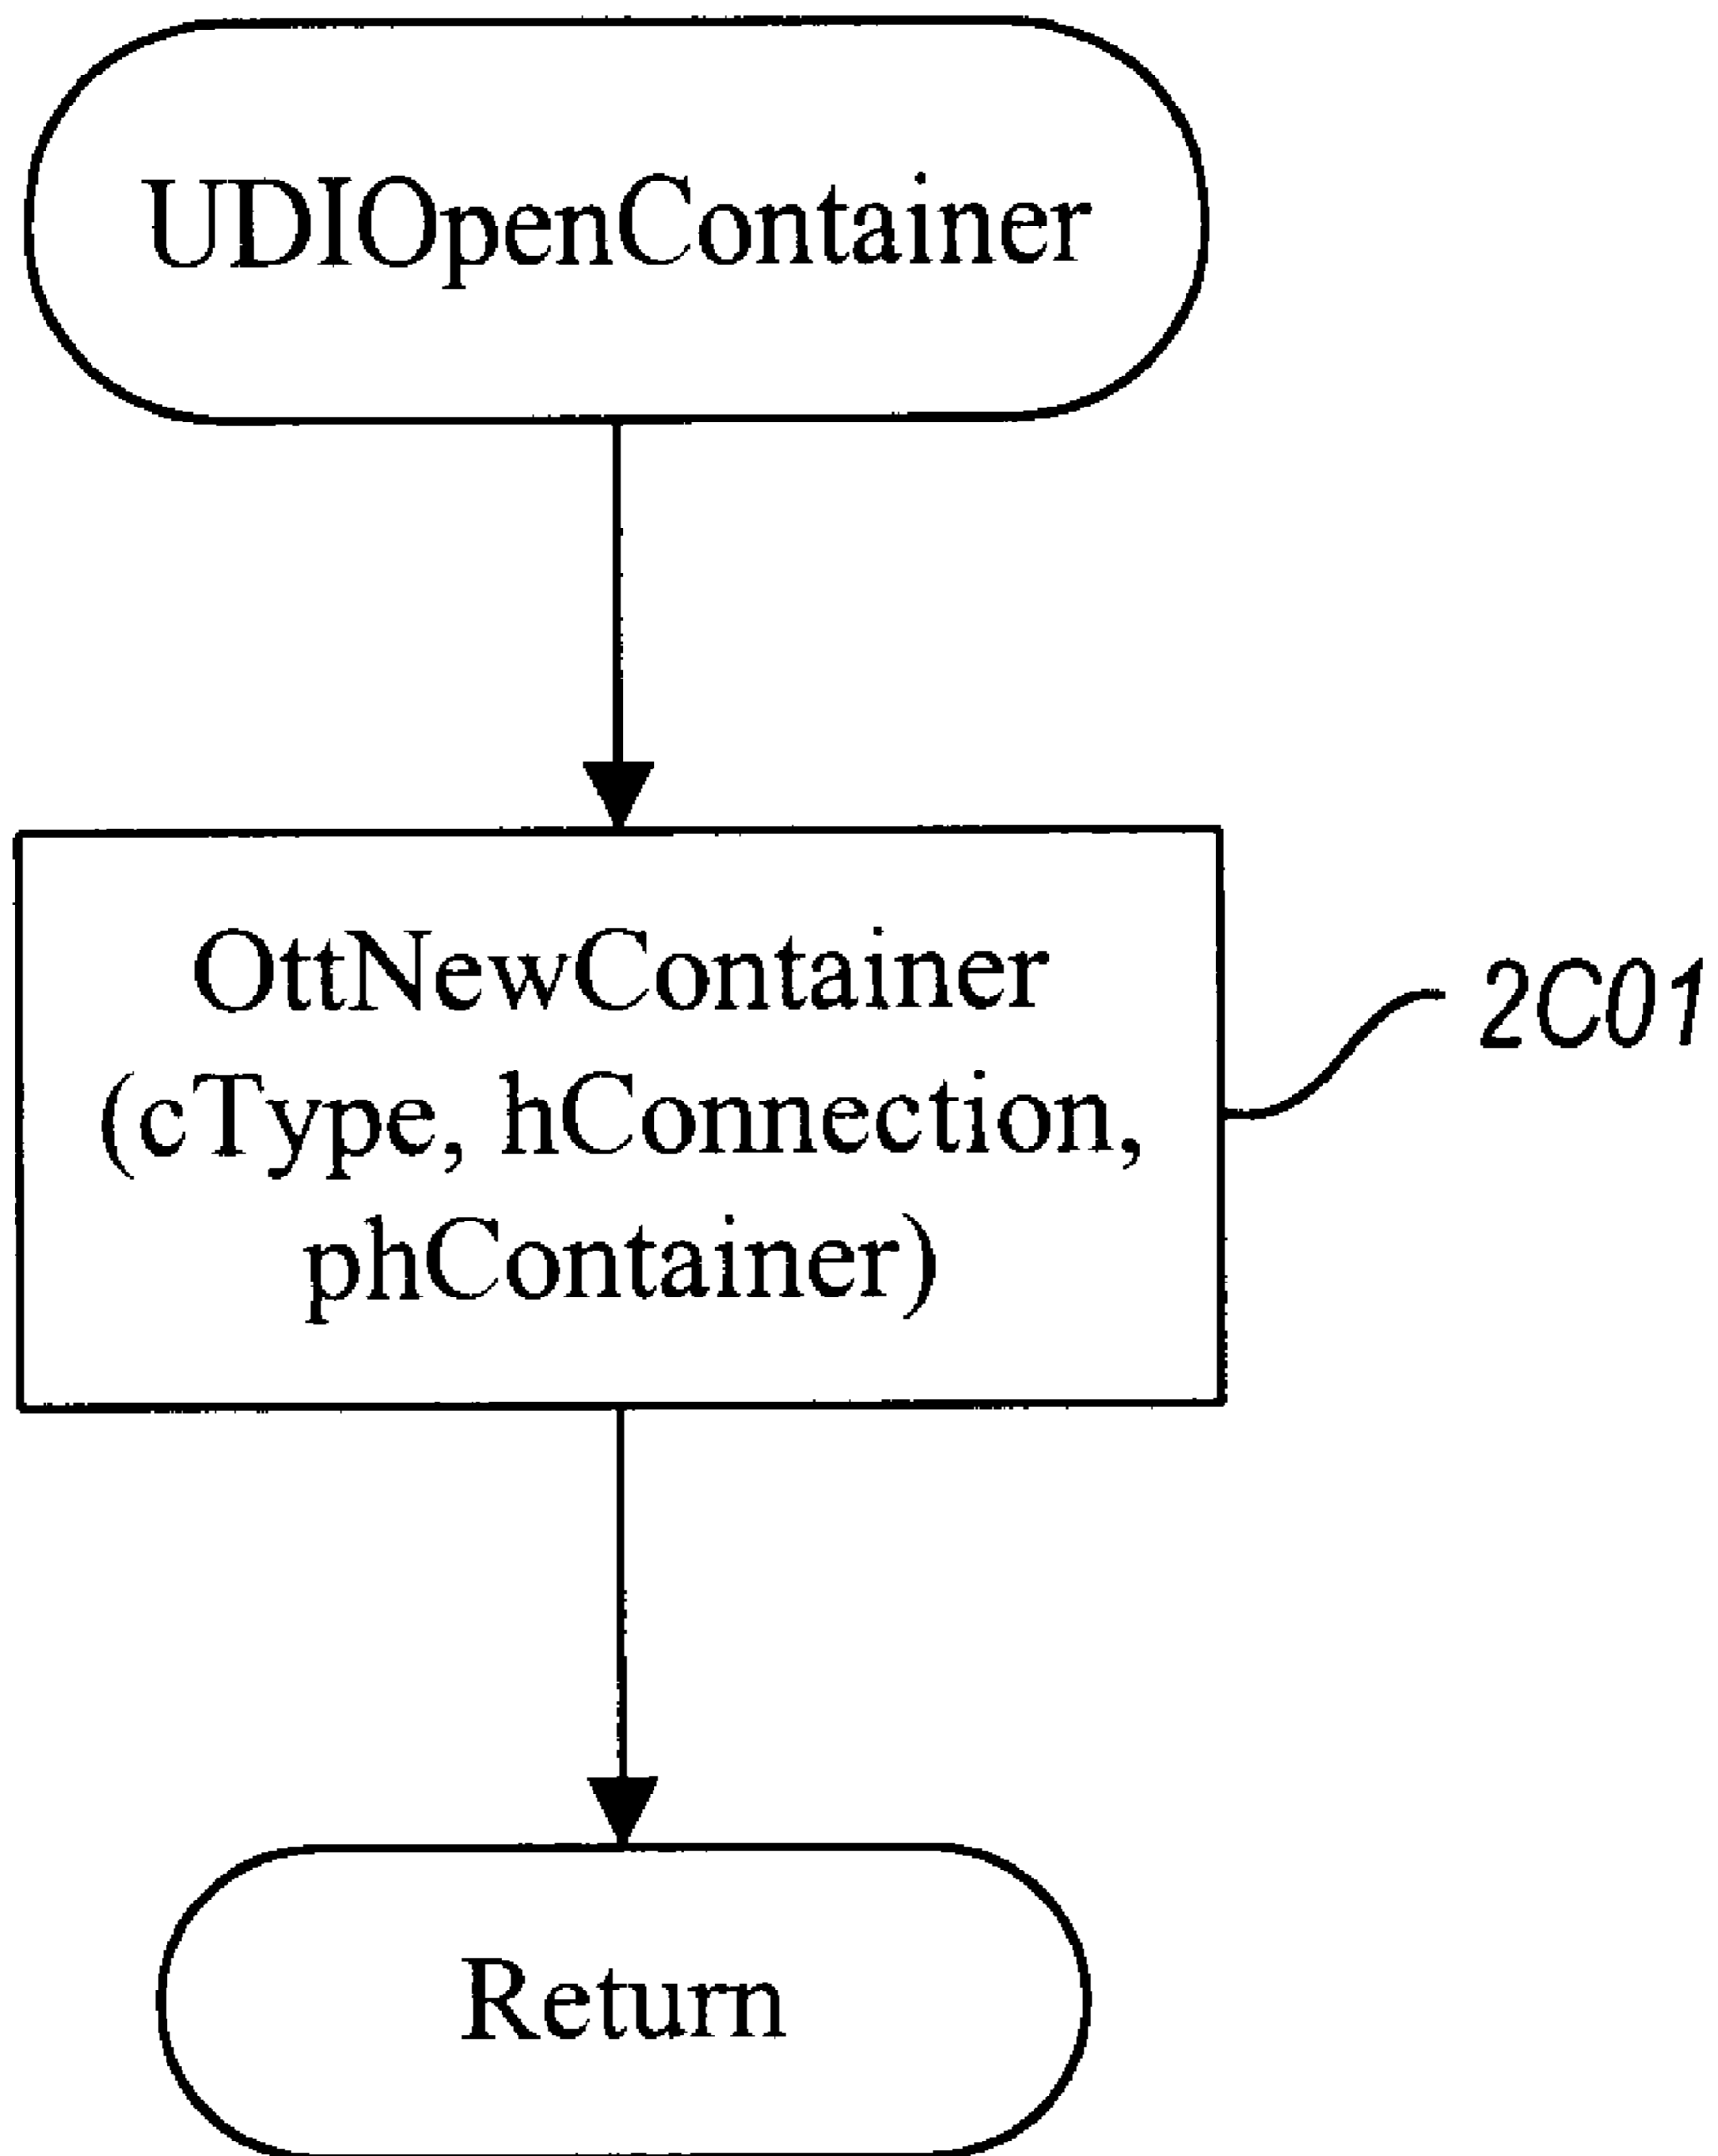 UDIOpenContainer
OttNewContainer
(cType, hConnection,
phContainer)
2C01
Return